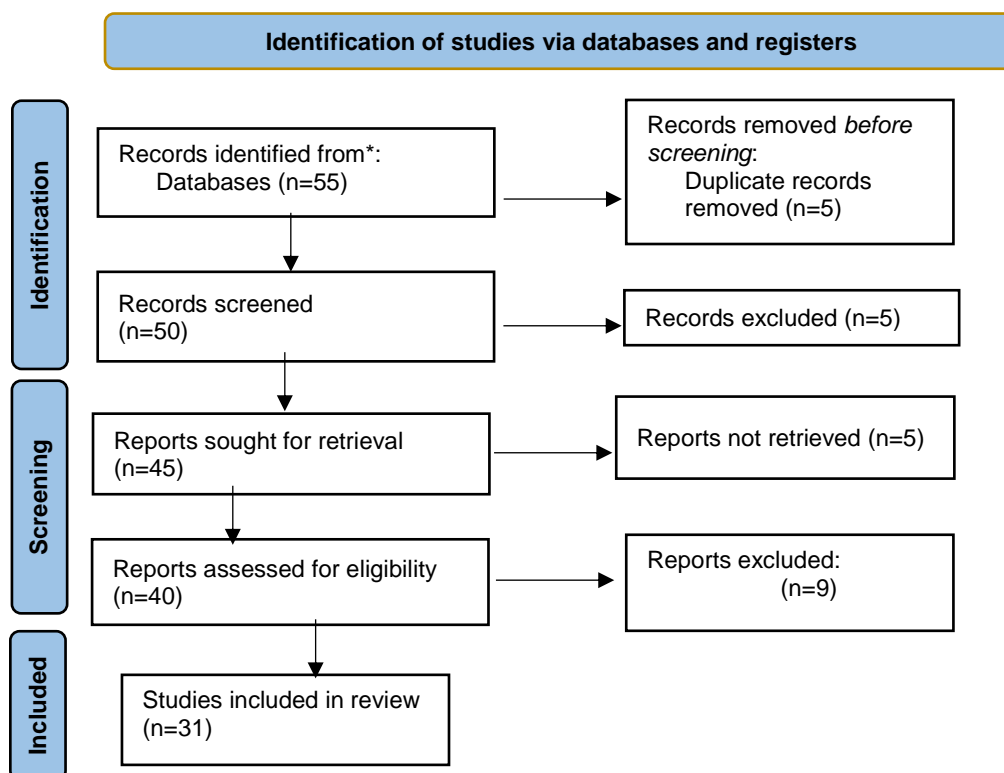 Identification of studies via databases and registers
Identification
Records identified from*:
Databases (n=55)
Records removed before
screening:
Duplicate records
removed (n=5)
Records screened
(n=50)
Records excluded (n=5)
Screening
Reports sought for retrieval
(n=45)
Reports not retrieved (n=5)
Reports assessed for eligibility
(n=40)
Reports excluded:
(n=9)
Included
Studies included in review
(n=31)